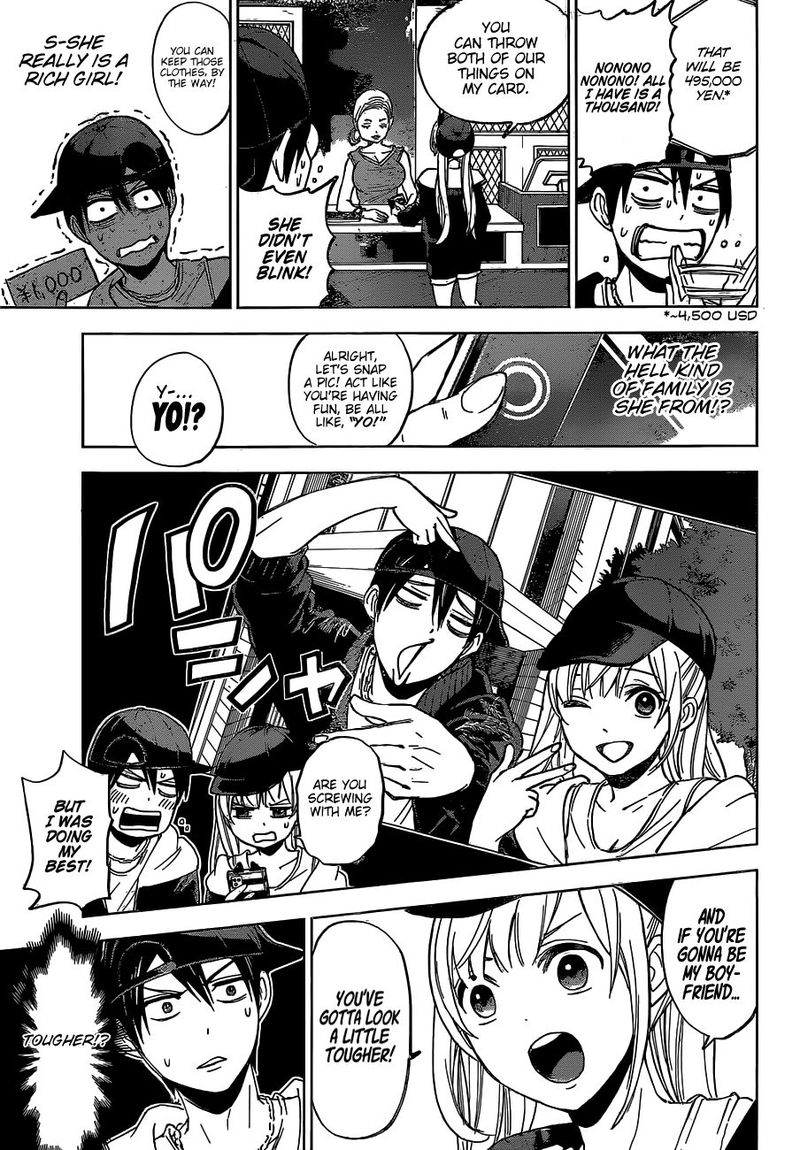 THAT
WILL BE
495,000
YEN!*
NONONO
NONONO! ALL
I HAVE IS A
THOUSAND!
*~4,500 USD
YOU
CAN THROW
BOTH OF OUR
THINGS ON
MY CARD.
SHE
DIDN'T
EVEN
BLINK!
YOU CAN
KEEP THOSE
CLOTHES, BY
THE WAY!
S-SHE
REALLY IS A
RICH GIRL!
¥1,000
WHAT THE
HELL KIND
OF FAMILY IS
SHE FROM!?
ALRIGHT,
LET'S SNAP
A PIC! ACT LIKE
YOU'RE HAVING
FUN, BE ALL
LIKE, "YO!"
Y-...
YO!?
パシャ
ARE YOU
SCREWING
WITH ME?
BUT
I WAS
DOING
MY
BEST!
AND
IF YOU'RE
GONNA BE
MY BOY-
FRIEND...
YOU'VE
GOTTA LOOK
A LITTLE
TOUGHER!
TOUGHER!?